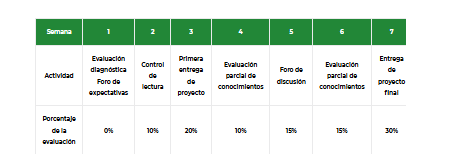 Semana 1 2 3 4 5 6 7
Actividad
Evaluación
diagnóstica
Foro de
expectativas
Control
de
lectura
Primera
entrega
de
proyecto
Evaluación
parcial de
conocimientos
Foro de
discusión
Evaluación
parcial de
conocimientos
Entrega
de
proyecto
final
Porcentaje
de la
evaluación
0% 10% 20% 10% 15% 15% 30%